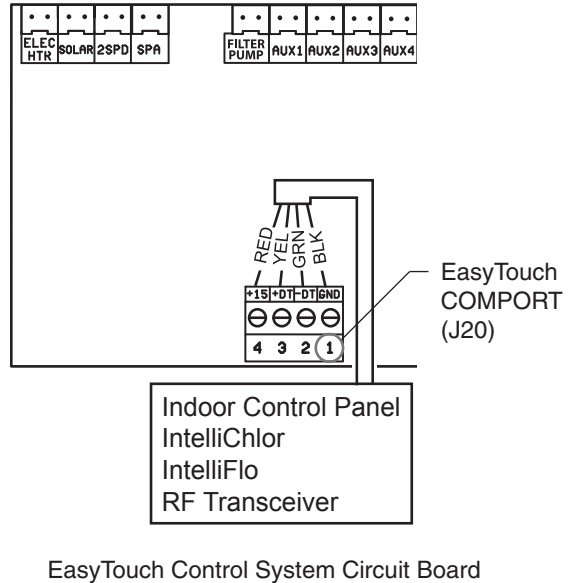 ELEC HTR SOLAR 2SPD SPA FILTER PUMP AUX1 AUX2 AUX3 AUX4
RED YEL GRN BLK
+15 +DT -DT GND
4 3 2 1
EasyTouch
COMPORT
(J20)
Indoor Control Panel
IntelliChlor
IntelliFlo
RF Transceiver
EasyTouch Control System Circuit Board